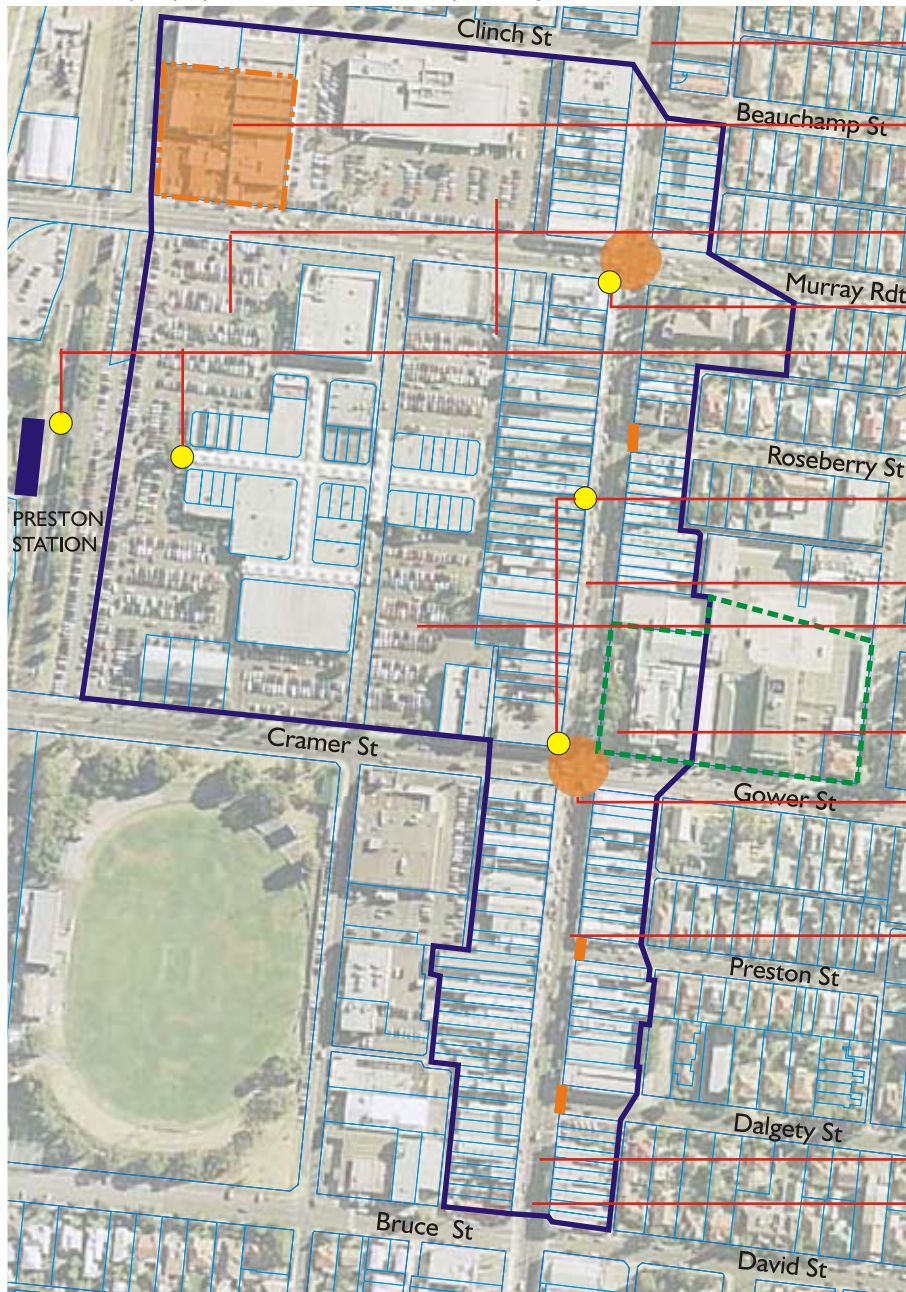 Clinch St
Beauchamp St
Murray Rdt
Roseberry St
PRESTON
STATION
Cramer St
Gower St
Preston St
Dalgety St
Bruce St
David St